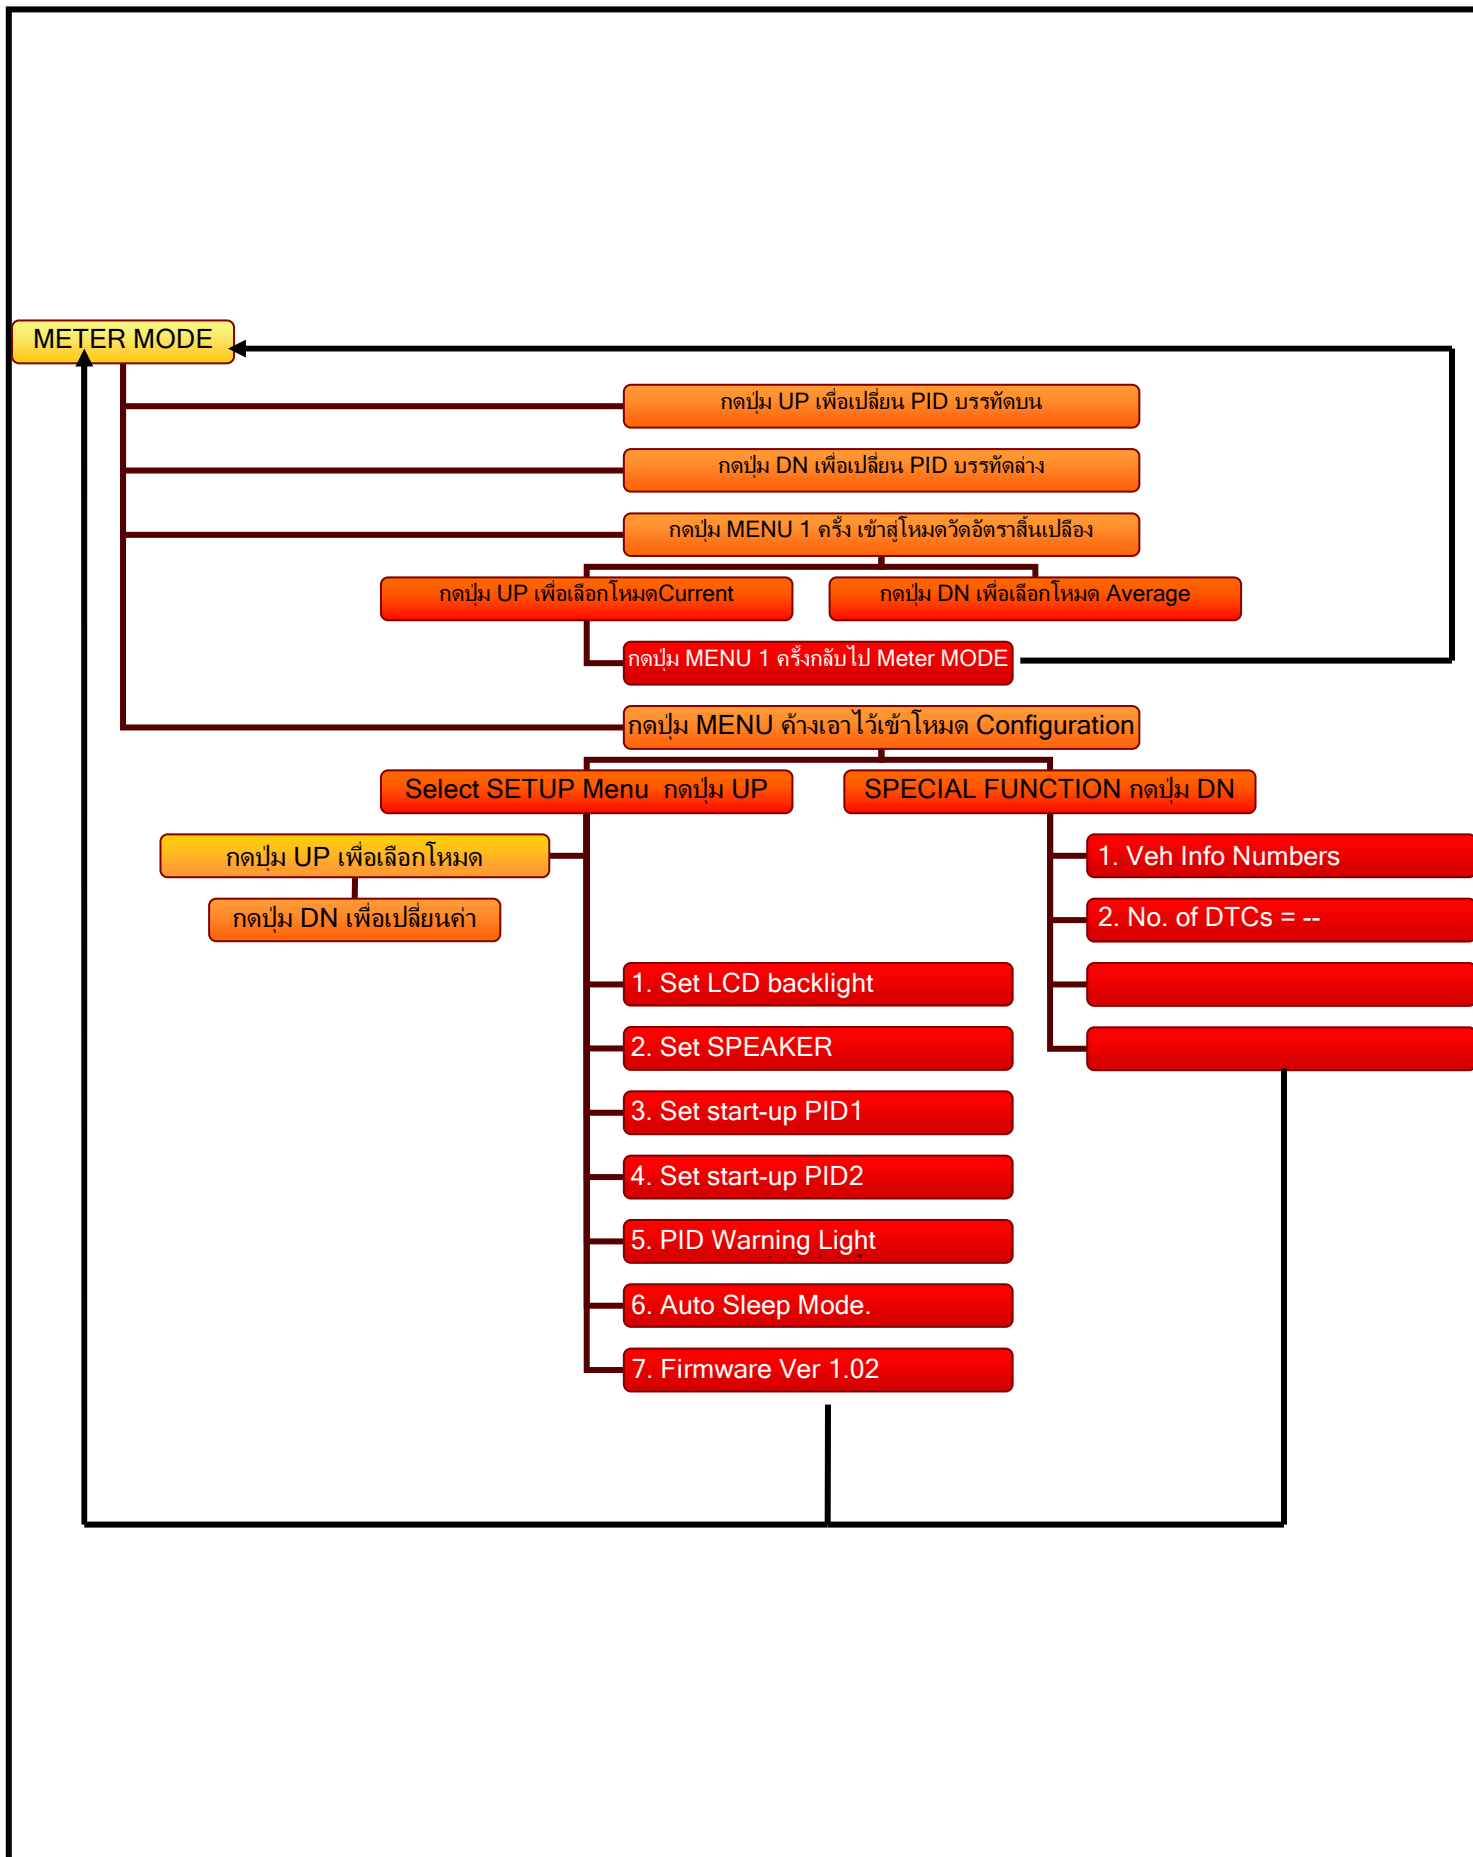 METER MODE
กดปุ่ม UP เพื่อเปลี่ยน PID บรรทัดบน
กดปุ่ม DN เพื่อเปลี่ยน PID บรรทัดล่าง
กดปุ่ม MENU 1 ครั้ง เข้าสู่โหมดวัดอัตราสิ้นเปลือง
กดปุ่ม UP เพื่อเลือกโหมดCurrent
กดปุ่ม DN เพื่อเลือกโหมด Average
กดปุ่ม MENU 1 ครั้งกลับไป Meter MODE
กดปุ่ม MENU ค้างเอาไว้เข้าโหมด Configuration
Select SETUP Menu กดปุ่ม UP
SPECIAL FUNCTION กดปุ่ม DN
กดปุ่ม UP เพื่อเลือกโหมด
กดปุ่ม DN เพื่อเปลี่ยนค่า
1. Veh Info Numbers
2. No. of DTCs = --
1. Set LCD backlight
2. Set SPEAKER
3. Set start-up PID1
4. Set start-up PID2
5. PID Warning Light
6. Auto Sleep Mode.
7. Firmware Ver 1.02